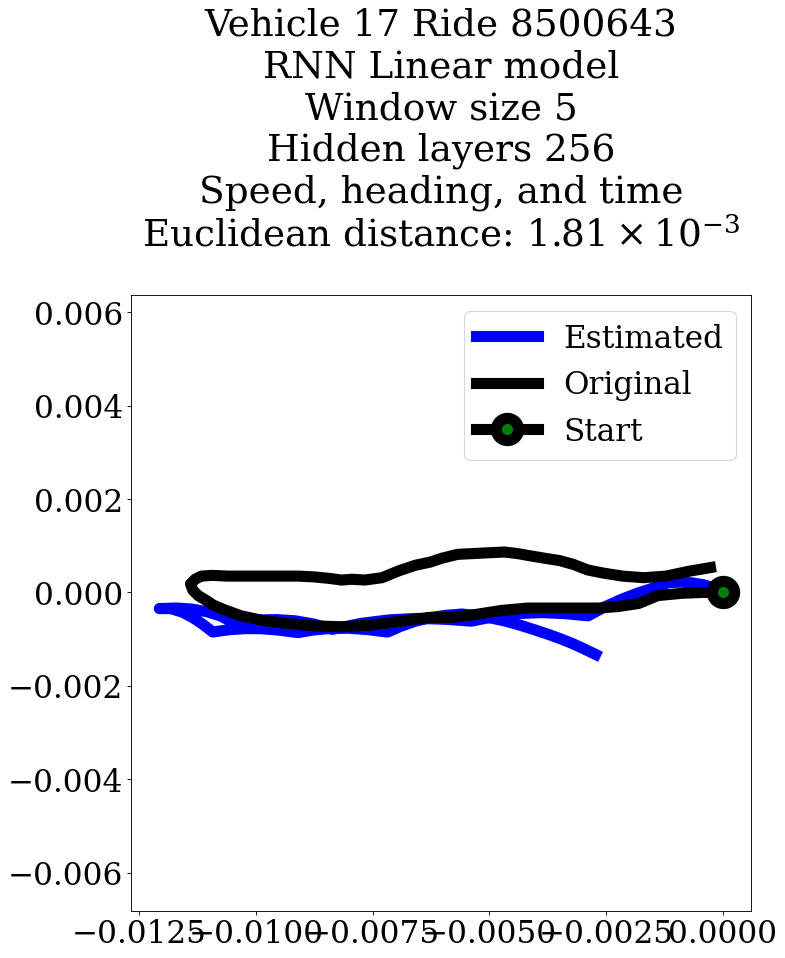 Vehicle 17 Ride 8500643
RNN Linear model
Window size 5
Hidden layers 256
Speed, heading, and time
Euclidean distance: 1.81 × 10⁻³
Estimated
Original
Start
0.006
0.004
0.002
0.000
−0.002
−0.004
−0.006
−0.0125 −0.0100 −0.0075 −0.0050 −0.0025 0.0000